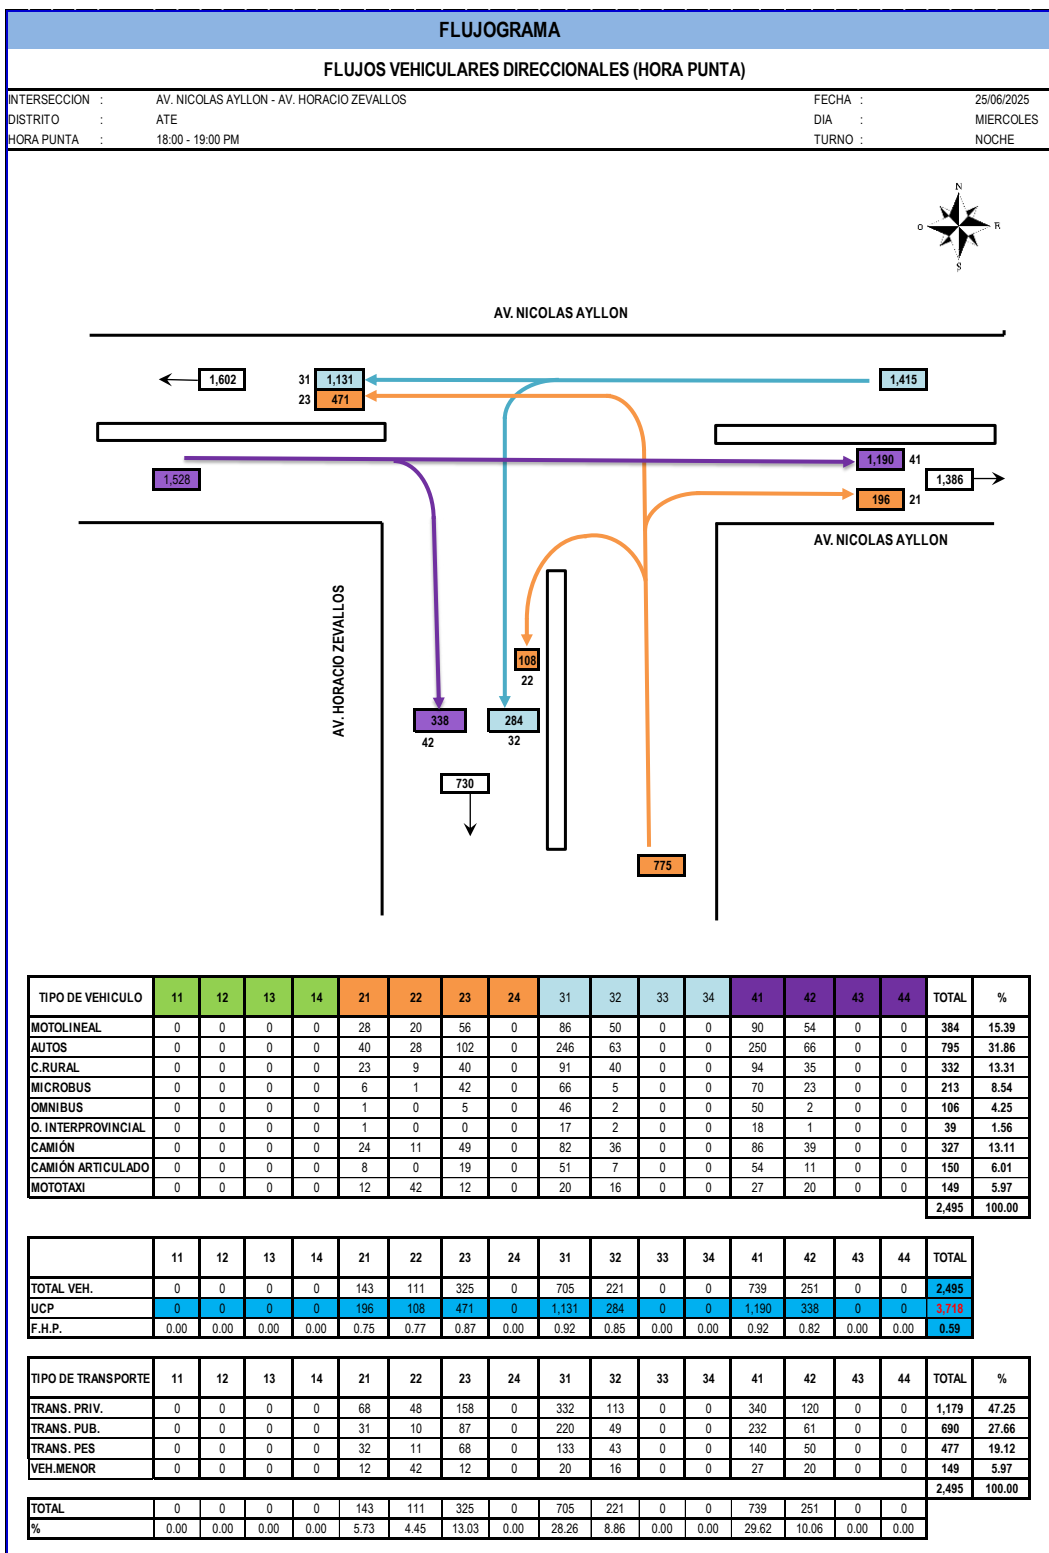 FLUJOGRAMA
FLUJOS VEHICULARES DIRECCIONALES (HORA PUNTA)
INTERSECCION : AV. NICOLAS AYLLON - AV. HORACIO ZEVALLOS FECHA : 25/06/2025
DISTRITO : ATE DIA : MIERCOLES
HORA PUNTA : 18:00 - 19:00 PM TURNO : NOCHE
N
O R
S
AV. NICOLAS AYLLON
1,602 31 1,131 1,415
23 471
1,190 41
1,528 1,386
196 21
AV. NICOLAS AYLLON
AV. HORACIO ZEVALLOS
108
22
338 284
42 32
730
775
TIPO DE VEHICULO 11 12 13 14 21 22 23 24 31 32 33 34 41 42 43 44 TOTAL %
MOTOLINEAL 0 0 0 0 28 20 56 0 86 50 0 0 90 54 0 0 384 15.39
AUTOS 0 0 0 0 40 28 102 0 246 63 0 0 250 66 0 0 795 31.86
C.RURAL 0 0 0 0 23 9 40 0 91 40 0 0 94 35 0 0 332 13.31
MICROBUS 0 0 0 0 6 1 42 0 66 5 0 0 70 23 0 0 213 8.54
OMNIBUS 0 0 0 0 1 0 5 0 46 2 0 0 50 2 0 0 106 4.25
O. INTERPROVINCIAL 0 0 0 0 1 0 0 0 17 2 0 0 18 1 0 0 39 1.56
CAMIÓN 0 0 0 0 24 11 49 0 82 36 0 0 86 39 0 0 327 13.11
CAMIÓN ARTICULADO 0 0 0 0 8 0 19 0 51 7 0 0 54 11 0 0 150 6.01
MOTOTAXI 0 0 0 0 12 42 12 0 20 16 0 0 27 20 0 0 149 5.97
2,495 100.00
11 12 13 14 21 22 23 24 31 32 33 34 41 42 43 44 TOTAL
TOTAL VEH. 0 0 0 0 143 111 325 0 705 221 0 0 739 251 0 0 2,495
UCP 0 0 0 0 196 108 471 0 1,131 284 0 0 1,190 338 0 0 3,718
F.H.P. 0.00 0.00 0.00 0.00 0.75 0.77 0.87 0.00 0.92 0.85 0.00 0.00 0.92 0.82 0.00 0.00 0.59
TIPO DE TRANSPORTE 11 12 13 14 21 22 23 24 31 32 33 34 41 42 43 44 TOTAL %
TRANS. PRIV. 0 0 0 0 68 48 158 0 332 113 0 0 340 120 0 0 1,179 47.25
TRANS. PUB. 0 0 0 0 31 10 87 0 220 49 0 0 232 61 0 0 690 27.66
TRANS. PES 0 0 0 0 32 11 68 0 133 43 0 0 140 50 0 0 477 19.12
VEH.MENOR 0 0 0 0 12 42 12 0 20 16 0 0 27 20 0 0 149 5.97
2,495 100.00
TOTAL 0 0 0 0 143 111 325 0 705 221 0 0 739 251 0 0
% 0.00 0.00 0.00 0.00 5.73 4.45 13.03 0.00 28.26 8.86 0.00 0.00 29.62 10.06 0.00 0.00